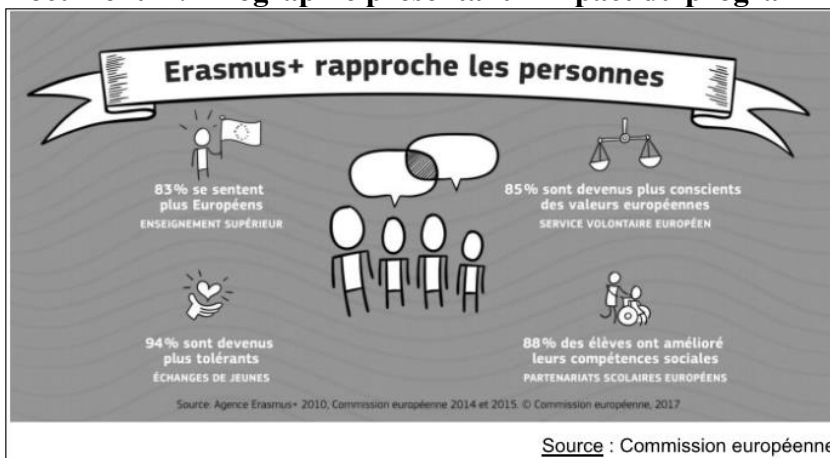 Erasmus+ rapproche les personnes
83% se sentent
plus Européens
ENSEIGNEMENT SUPÉRIEUR
85% sont devenus plus conscients
des valeurs européennes
SERVICE VOLONTAIRE EUROPÉEN
94% sont devenus
plus tolérants
ÉCHANGES DE JEUNES
88% des élèves ont amélioré
leurs compétences sociales
PARTENARIATS SCOLAIRES EUROPÉENS
Source: Agence Erasmus+ 2010, Commission européenne 2014 et 2015. © Commission européenne, 2017
Source : Commission européenne